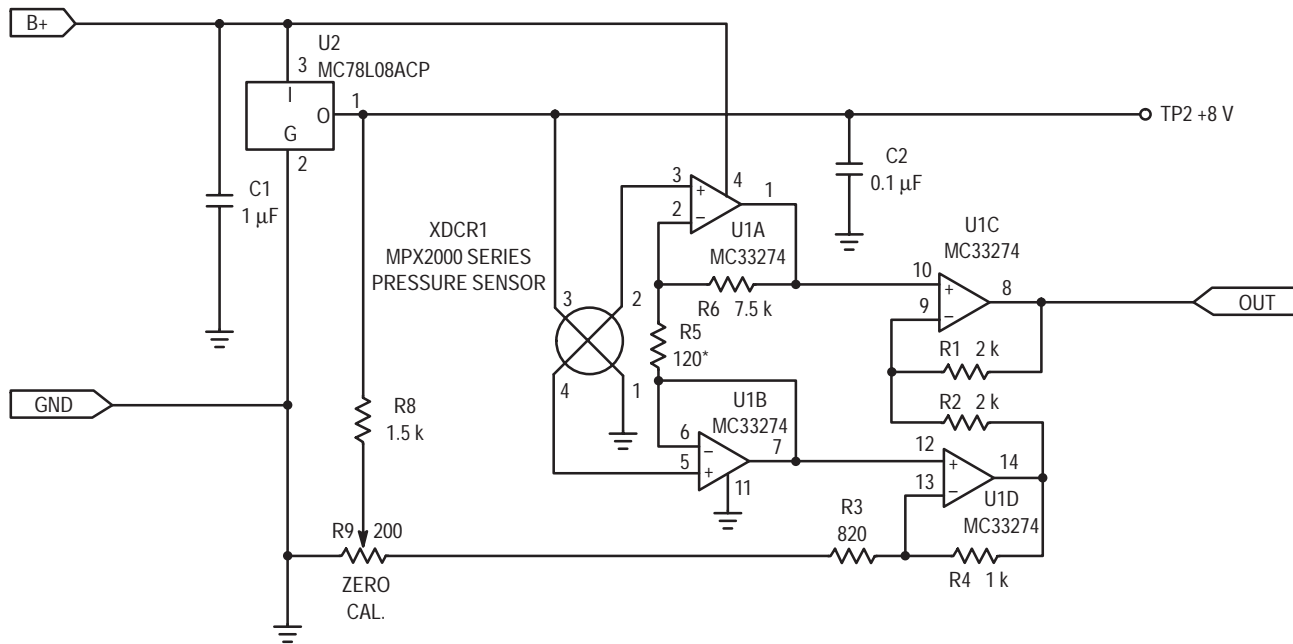 B+
U2
MC78L08ACP
3
I
O
1
G
2
TP2 +8 V
C1
1 µF
C2
0.1 µF
XDCR1
MPX2000 SERIES
PRESSURE SENSOR
3
2
4
1
3
+
2
−
4
1
U1A
MC33274
R6 7.5 k
R5
120*
U1B
MC33274
6
−
5
+
7
11
U1C
MC33274
10
+
9
−
8
OUT
R1 2 k
R2 2 k
12
+
13
−
14
U1D
MC33274
GND
R8
1.5 k
R9 200
ZERO
CAL.
R3
820
R4 1 k